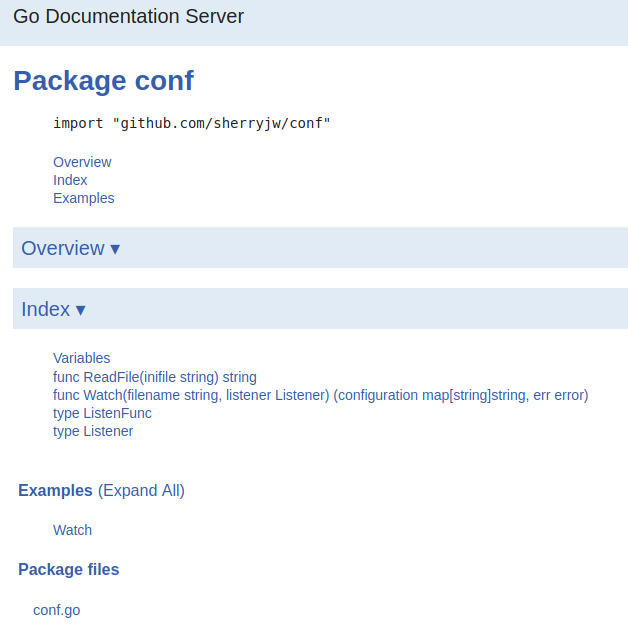 Go Documentation Server
Package conf
import "github.com/sherryjw/conf"
Overview
Index
Examples
Overview ▾
Index ▾
Variables
func ReadFile(inifile string) string
func Watch(filename string, listener Listener) (configuration map[string]string, err error)
type ListenFunc
type Listener
Examples (Expand All)
Watch
Package files
conf.go